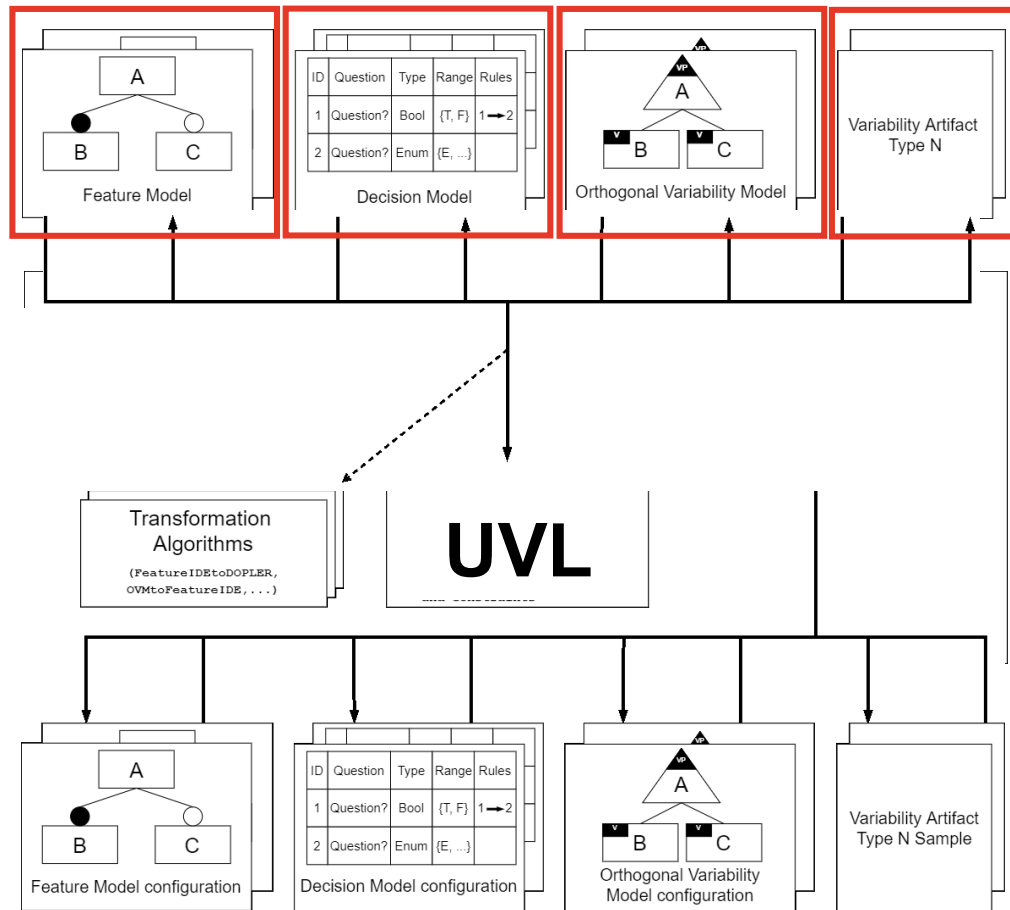 A
B
C
Feature Model
ID Question Type Range Rules
1 Question? Bool {T, F} 1→2
2 Question? Enum {E, ...}
Decision Model
VP
VP
A
V
B
V
C
Orthogonal Variability Model
Variability Artifact
Type N
Transformation
Algorithms
(FeatureIDEtoDOPLER,
OVMtoFeatureIDE,...)
UVL
A
B
C
Feature Model configuration
ID Question Type Range Rules
1 Question? Bool {T, F} 1→2
2 Question? Enum {E, ...}
Decision Model configuration
VP
VP
A
V
B
V
C
Orthogonal Variability
Model configuration
Variability Artifact
Type N Sample